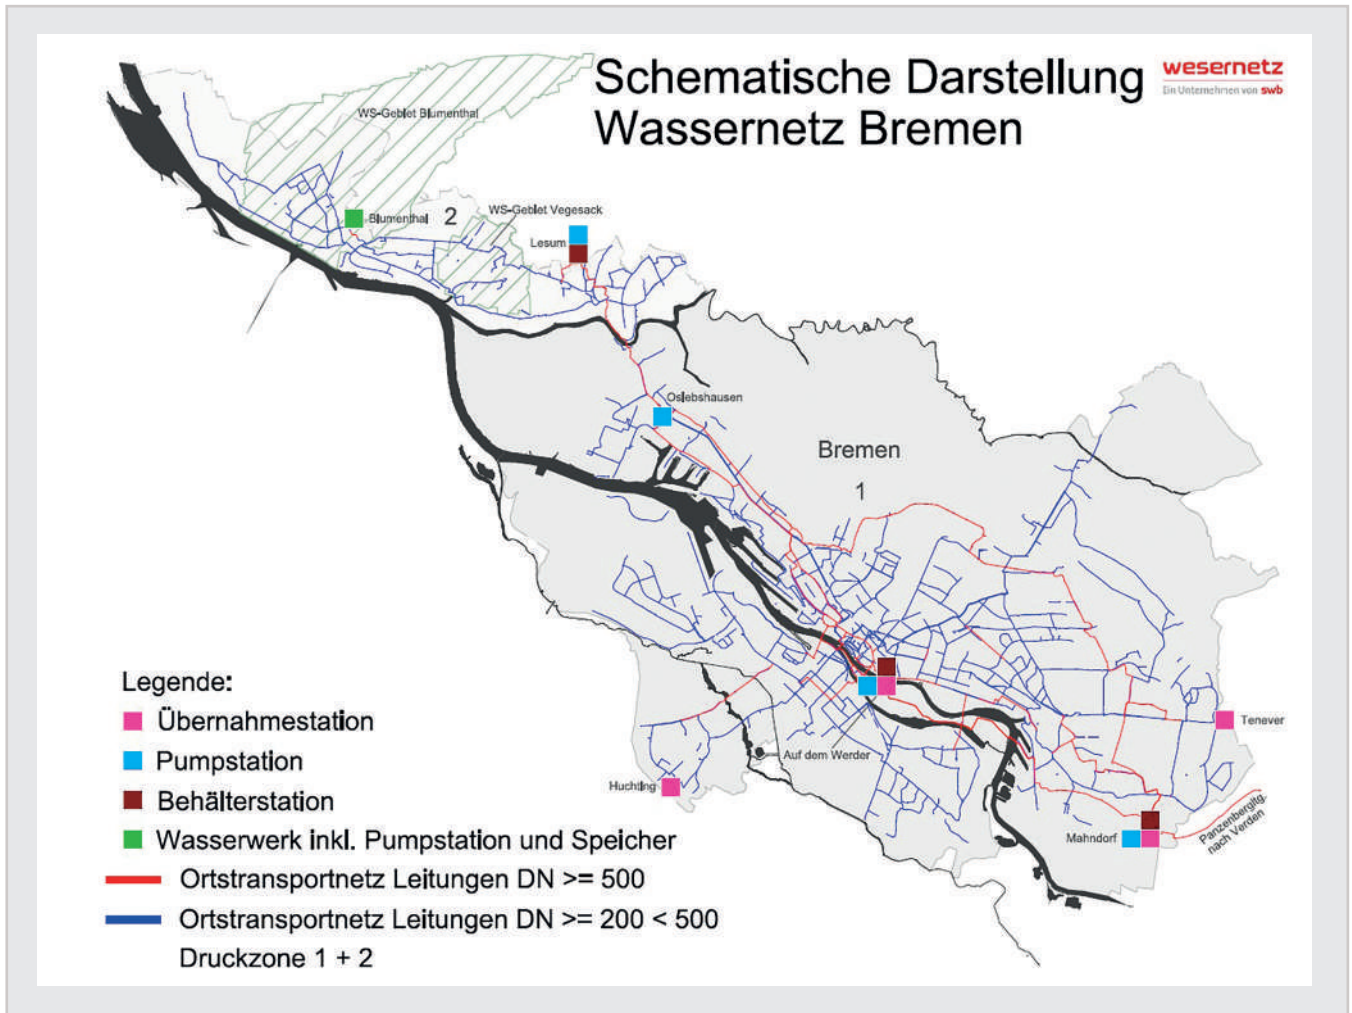 Schematische Darstellung
Wassernetz Bremen
wesernetz
Ein Unternehmen von swb
WS-Gebiet Blumenthal
Blumenthal
2
WS-Gebiet Vegesack
Lesum
Oslebshausen
Bremen
1
Tenever
Auf dem Werder
Huchting
Mahndorf
Panzenbergltg.
nach Verden
Legende:
Übernahmestation
Pumpstation
Behälterstation
Wasserwerk inkl. Pumpstation und Speicher
Ortstransportnetz Leitungen DN >= 500
Ortstransportnetz Leitungen DN >= 200 < 500
Druckzone 1 + 2